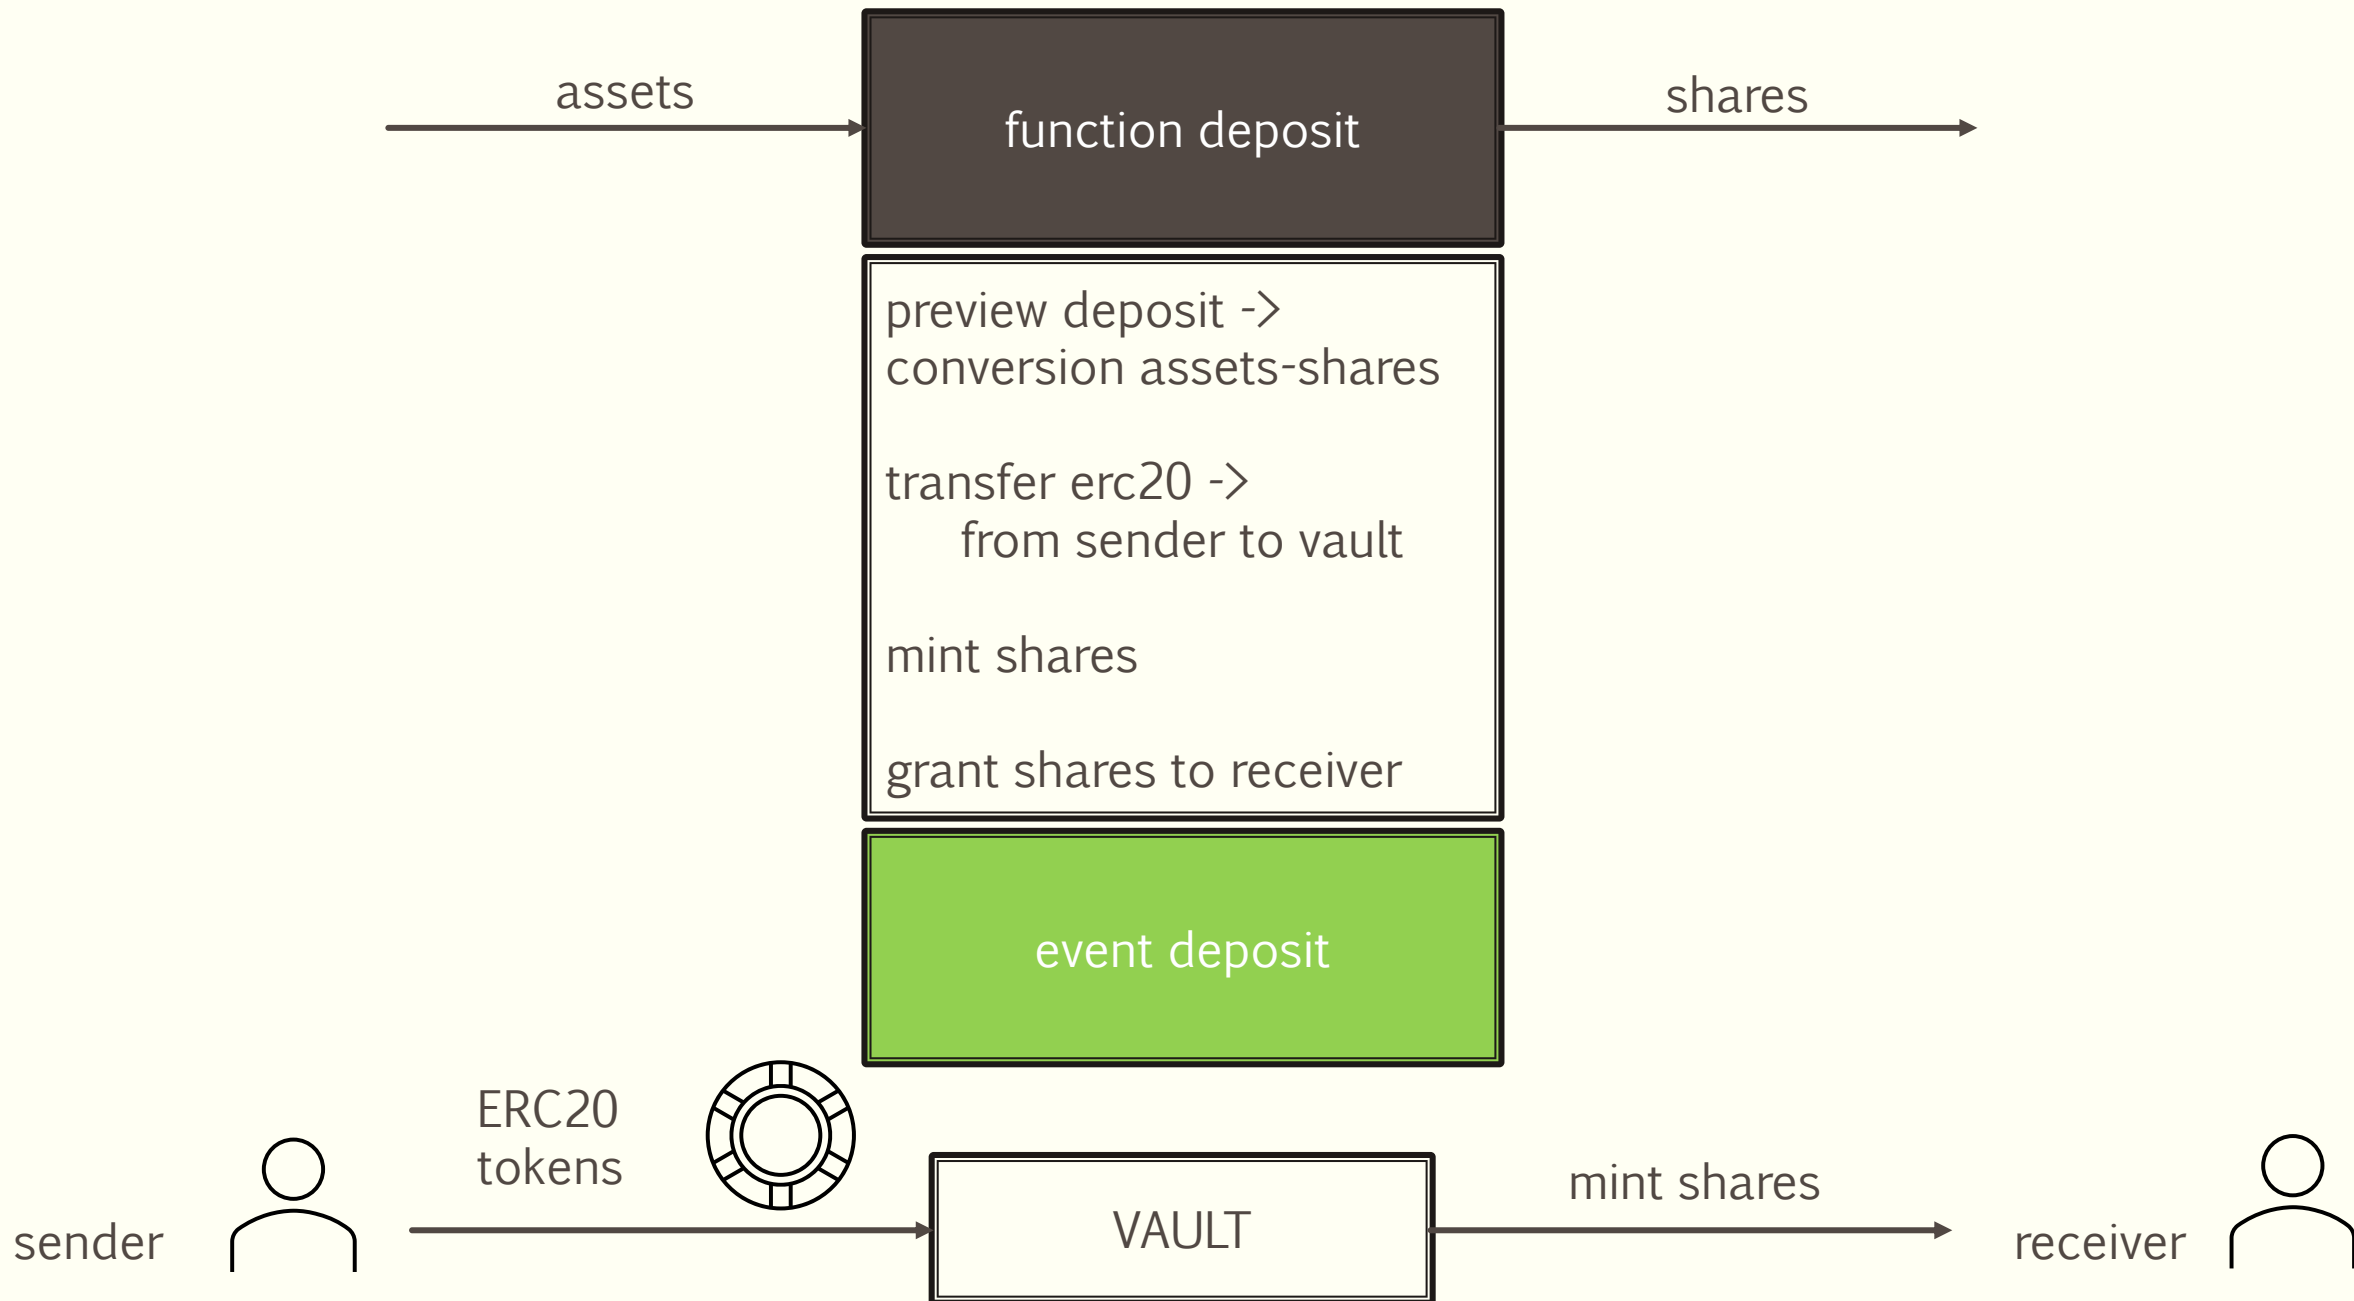 assets
function deposit
shares
preview deposit ->
conversion assets-shares
transfer erc20 ->
from sender to vault
mint shares
grant shares to receiver
event deposit
ERC20
tokens
sender
VAULT
mint shares
receiver